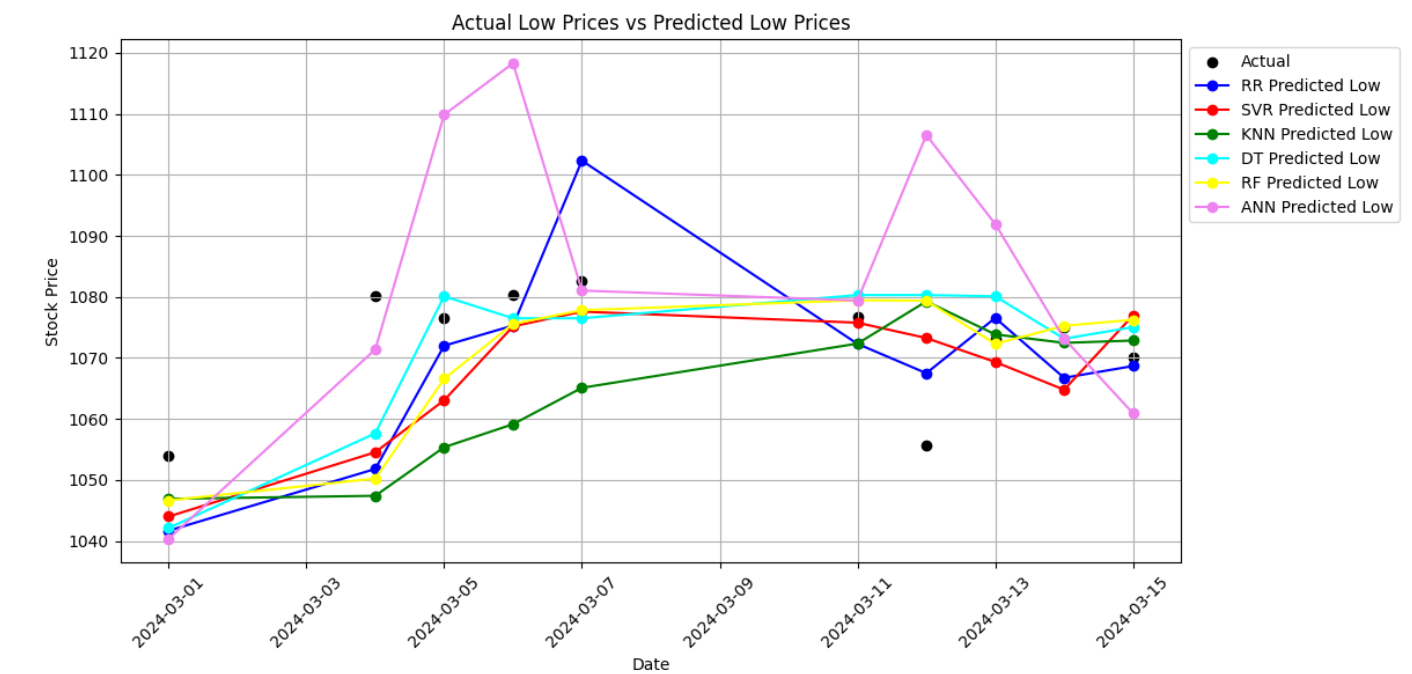 Actual Low Prices vs Predicted Low Prices
Stock Price
1120
1110
1100
1090
1080
1070
1060
1050
1040
2024-03-01
2024-03-03
2024-03-05
2024-03-07
2024-03-09
2024-03-11
2024-03-13
2024-03-15
Date
Actual
RR Predicted Low
SVR Predicted Low
KNN Predicted Low
DT Predicted Low
RF Predicted Low
ANN Predicted Low